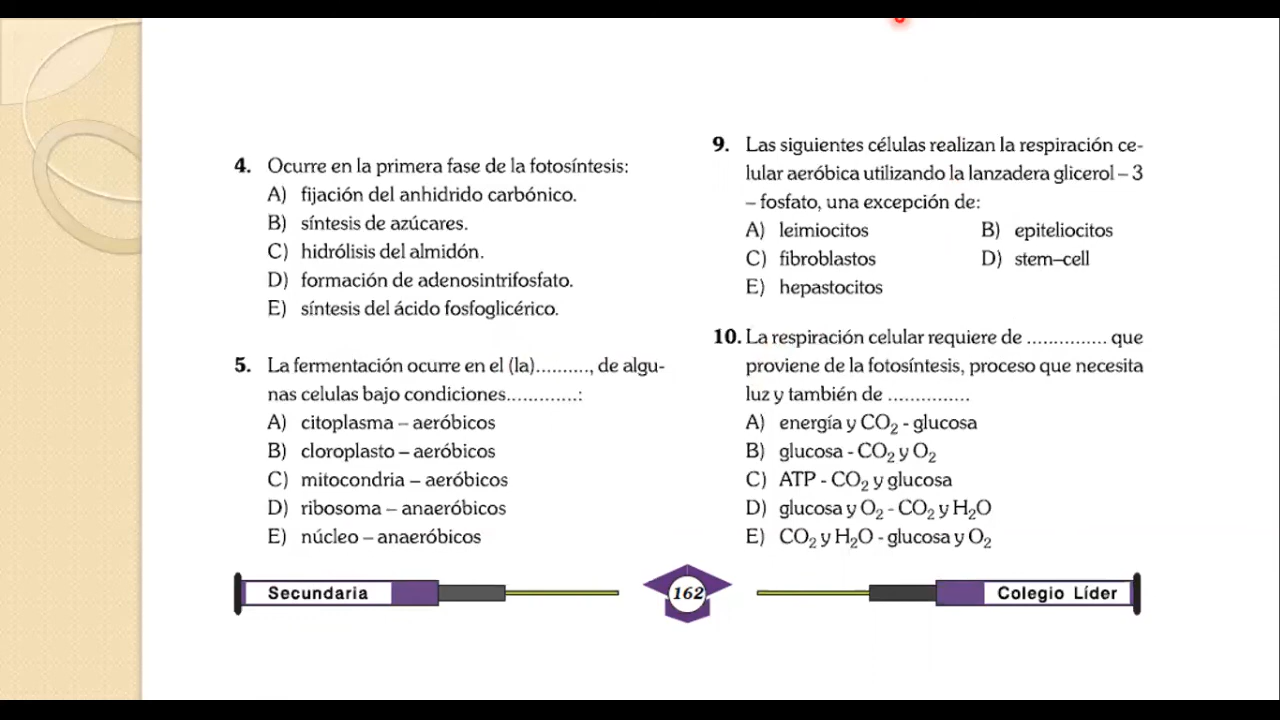 4. Ocurre en la primera fase de la fotosíntesis:
A) fijación del anhidrido carbónico.
B) síntesis de azúcares.
C) hidrólisis del almidón.
D) formación de adenosintrifosfato.
E) síntesis del ácido fosfoglicérico.
5. La fermentación ocurre en el (la).........., de algu-
nas celulas bajo condiciones.............:
A) citoplasma – aeróbicos
B) cloroplasto – aeróbicos
C) mitocondria – aeróbicos
D) ribosoma – anaeróbicos
E) núcleo – anaeróbicos
9. Las siguientes células realizan la respiración ce-
lular aeróbica utilizando la lanzadera glicerol – 3
– fosfato, una excepción de:
A) leimiocitos B) epiteliocitos
C) fibroblastos D) stem–cell
E) hepastocitos
10. La respiración celular requiere de ............... que
proviene de la fotosíntesis, proceso que necesita
luz y también de ...............
A) energía y CO₂ - glucosa
B) glucosa - CO₂ y O₂
C) ATP - CO₂ y glucosa
D) glucosa y O₂ - CO₂ y H₂O
E) CO₂ y H₂O - glucosa y O₂
Secundaria 162 Colegio Líder